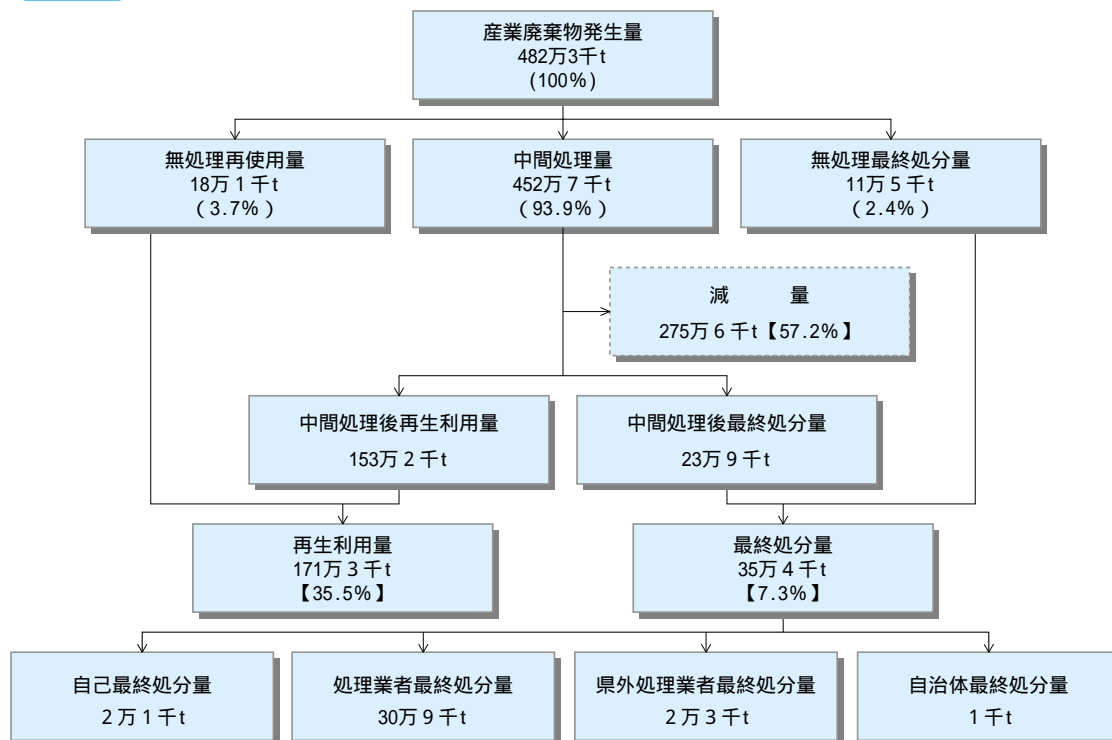 産業廃棄物発生量
482万3千t
(100%)
無処理再使用量
18万1千t
(3.7%)
中間処理量
452万7千t
(93.9%)
無処理最終処分量
11万5千t
(2.4%)
減 量
275万6千t【57.2%】
中間処理後再生利用量
153万2千t
中間処理後最終処分量
23万9千t
再生利用量
171万3千t
【35.5%】
最終処分量
35万4千t
【7.3%】
自己最終処分量
2万1千t
処理業者最終処分量
30万9千t
県外処理業者最終処分量
2万3千t
自治体最終処分量
1千t